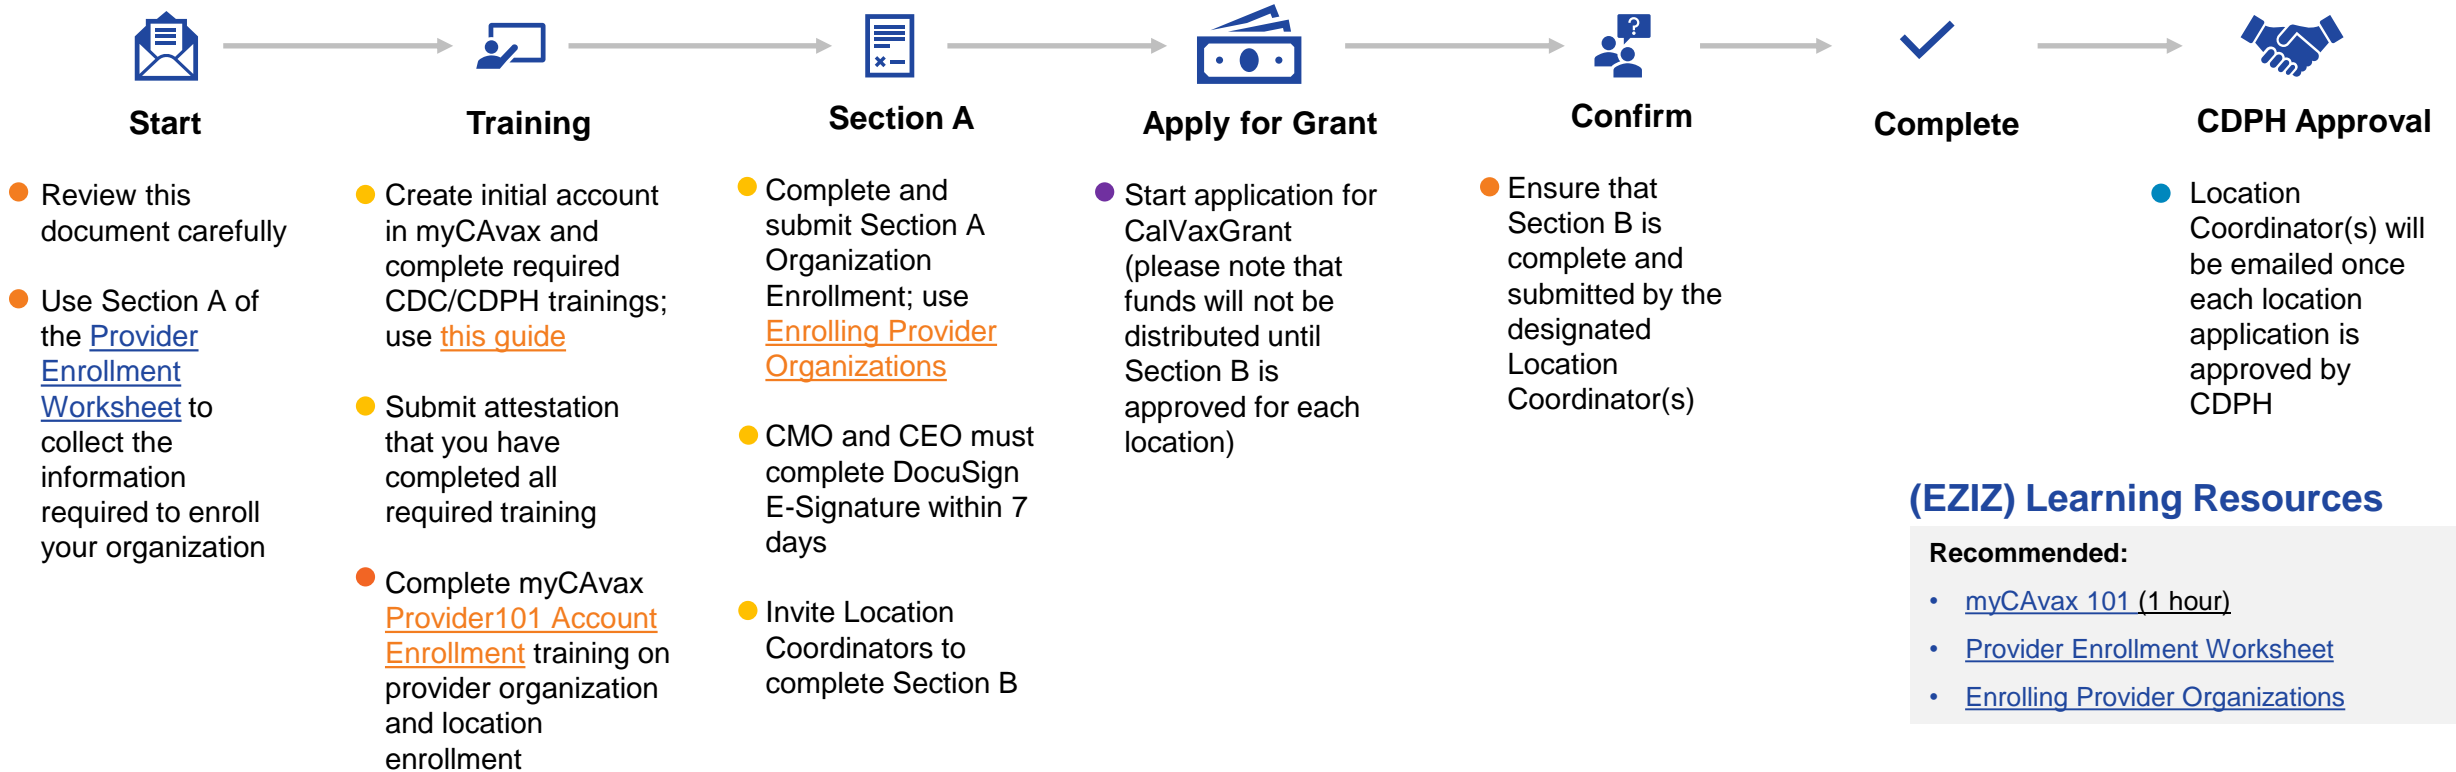 Start
Review this
document carefully
Use Section A of
the Provider
Enrollment
Worksheet to
collect the
information
required to enroll
your organization
Training
Create initial account
in myCAvax and
complete required
CDC/CDPH trainings;
use this guide
Submit attestation
that you have
completed all
required training
Complete myCAvax
Provider101 Account
Enrollment training on
provider organization
and location
enrollment
Section A
Complete and
submit Section A
Organization
Enrollment; use
Enrolling Provider
Organizations
CMO and CEO must
complete DocuSign
E-Signature within 7
days
Invite Location
Coordinators to
complete Section B
Apply for Grant
Start application for
CalVaxGrant
(please note that
funds will not be
distributed until
Section B is
approved for each
location)
?
Confirm
Ensure that
Section B is
complete and
submitted by the
designated
Location
Coordinator(s)
Complete
CDPH Approval
Location
Coordinator(s) will
be emailed once
each location
application is
approved by
CDPH
(EZIZ) Learning Resources
Recommended:
• myCAvax 101 (1 hour)
• Provider Enrollment Worksheet
• Enrolling Provider Organizations